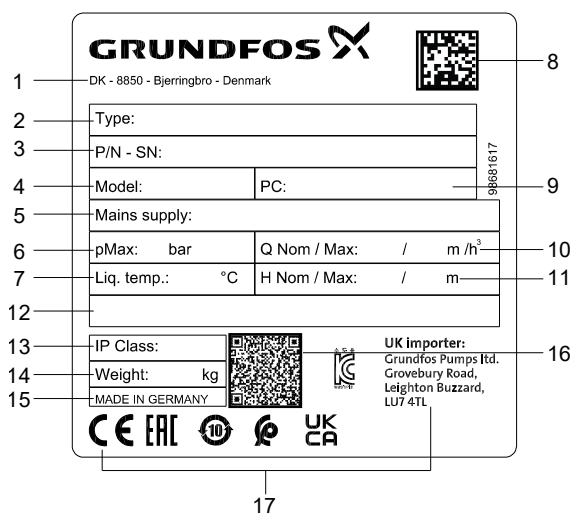 GRUNDFOS
1 DK - 8850 - Bjerringbro - Denmark 8
2 Type:
3 P/N - SN:
98681617
4 Model: PC: 9
5 Mains supply:
6 pMax: bar Q Nom / Max: / m /h³ 10
7 Liq. temp.: °C H Nom / Max: / m 11
12
13 IP Class:
14 Weight: kg
15 MADE IN GERMANY
UK importer:
Grundfos Pumps ltd.
Grovebury Road,
Leighton Buzzard,
LU7 4TL
16
CE EAC 10 UK
CA
17